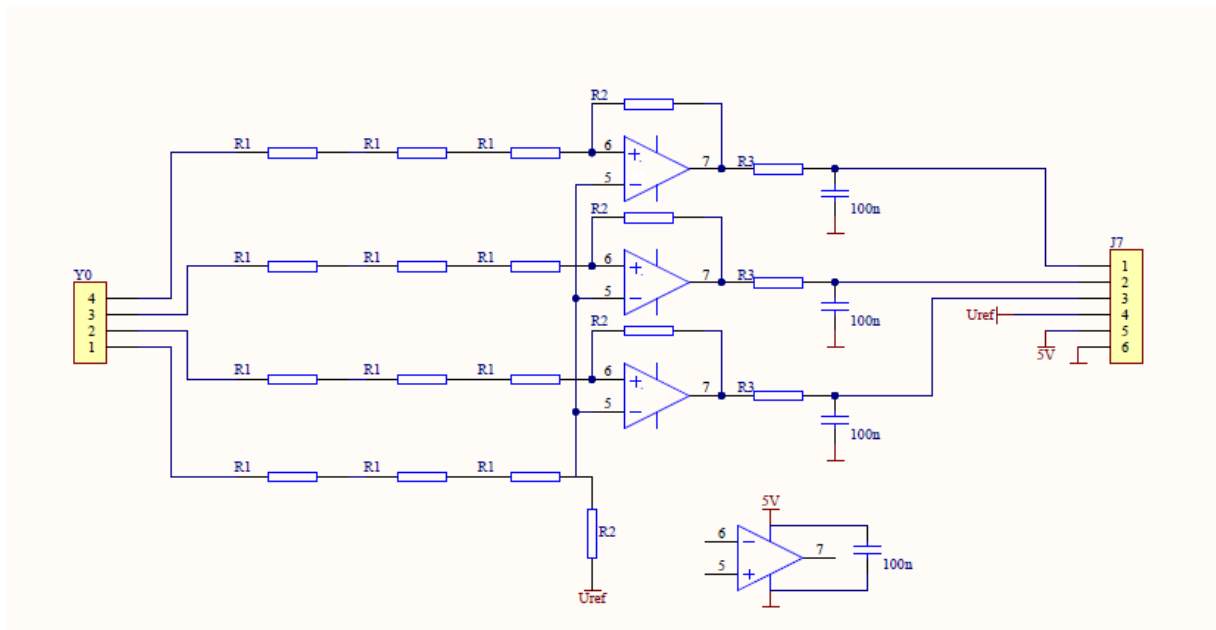 R2
R1 R1 R1 6 + 7 R3
5 −
100n
R2
J7
R1 R1 R1 6 + 7 R3 1
Y0
2
4 5 − 3
3 100n Uref 4
2 R2 5
1 5V 6
R1 R1 R1 6 + 7 R3
5 −
100n
R1 R1 R1
5V
R2 6 − 7
100n
5 +
Uref